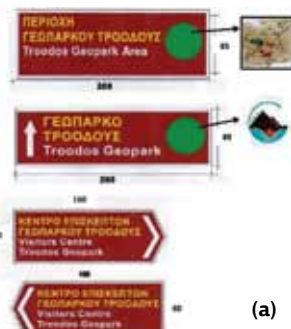 ΠΕΡΙΟΧΗ
ΓΕΩΠΑΡΚΟΥ ΤΡΟΟΔΟΥΣ
Troodos Geopark Area
ΓΕΩΠΑΡΚΟ
ΤΡΟΟΔΟΥΣ
Troodos Geopark
ΚΕΝΤΡΟ ΕΠΙΣΚΕΠΤΩΝ
ΓΕΩΠΑΡΚΟΥ ΤΡΟΟΔΟΥΣ
Visitors Centre
Troodos Geopark
ΚΕΝΤΡΟ ΕΠΙΣΚΕΠΤΩΝ
ΓΕΩΠΑΡΚΟΥ ΤΡΟΟΔΟΥΣ
Visitors Centre
Troodos Geopark
(a)